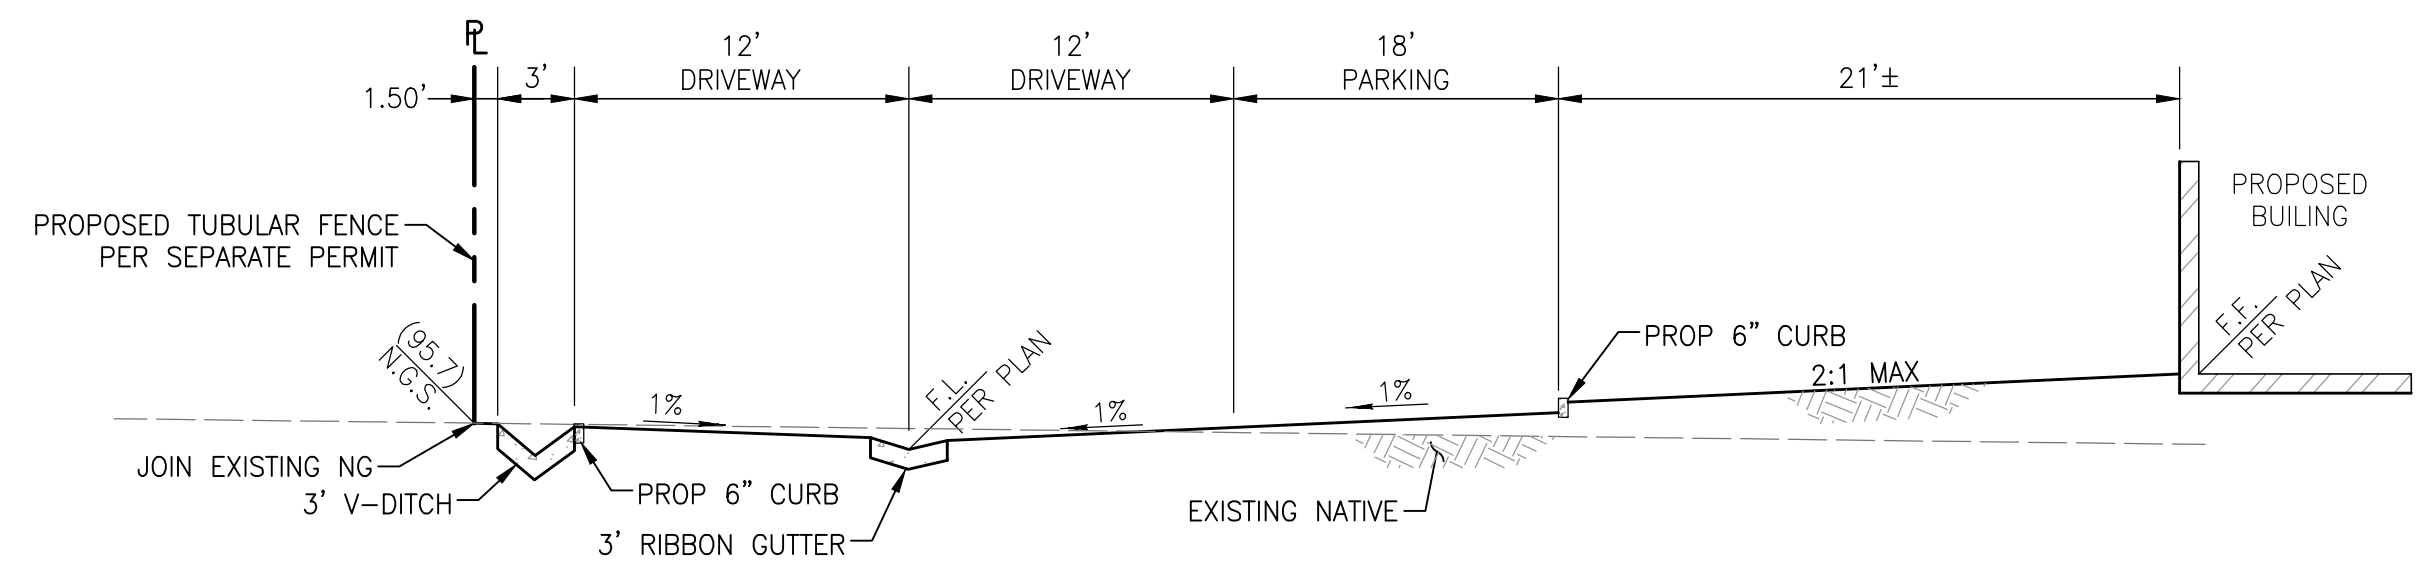 PL
1.50'
3'
12'
DRIVEWAY
12'
DRIVEWAY
18'
PARKING
21'±
PROPOSED TUBULAR FENCE
PER SEPARATE PERMIT
PROPOSED
BUILING
F.F.
PER PLAN
(95.7)
N.G.S.
F.L.
PER PLAN
PROP 6" CURB
2:1 MAX
1%
1%
1%
JOIN EXISTING NG
3' V-DITCH
PROP 6" CURB
3' RIBBON GUTTER
EXISTING NATIVE